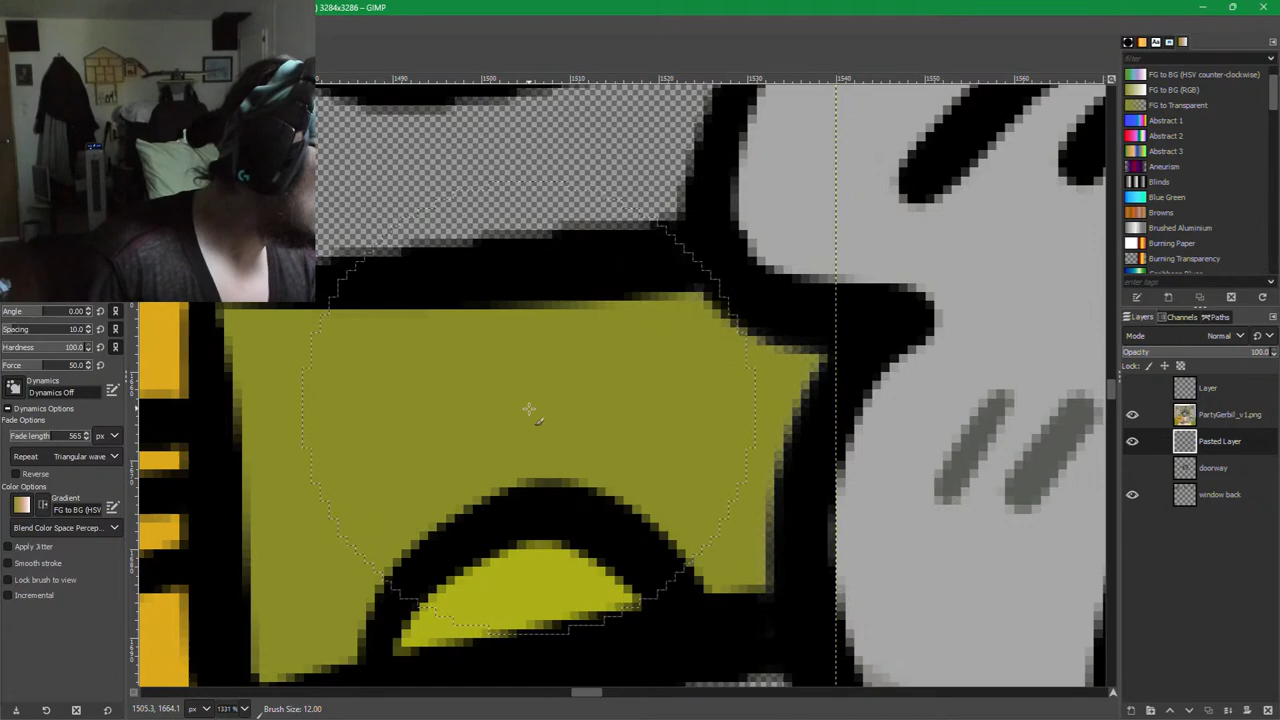 ) 3284x3286 – GIMP
1490
1500
1510
1520
1530
1540
1550
1560
filter
FG to BG (HSV counter-clockwise)
FG to BG (RGB)
FG to Transparent
Abstract 1
Abstract 2
Abstract 3
Aneurism
Blinds
Blue Green
Browns
Brushed Aluminum
Burning Paper
Burning Transparency
enter tags
Layers Channels Paths
Mode Normal
Opacity 100.0
Lock:
Layer
PartyGerbil_v1.png
Pasted Layer
doorway
window back
Angle 0.00
Spacing 10.0
Hardness 100.0
Force 50.0
Dynamics
Dynamics Off
Dynamics Options
Fade Options
Fade length 565 px
Repeat Triangular wave
Reverse
Color Options
Gradient
FG to BG (HSV
Blend Color Space Percep...
Apply Jitter
Smooth stroke
Lock brush to view
Incremental
1505.3, 1664.1 px 1331 % Brush Size: 12.00